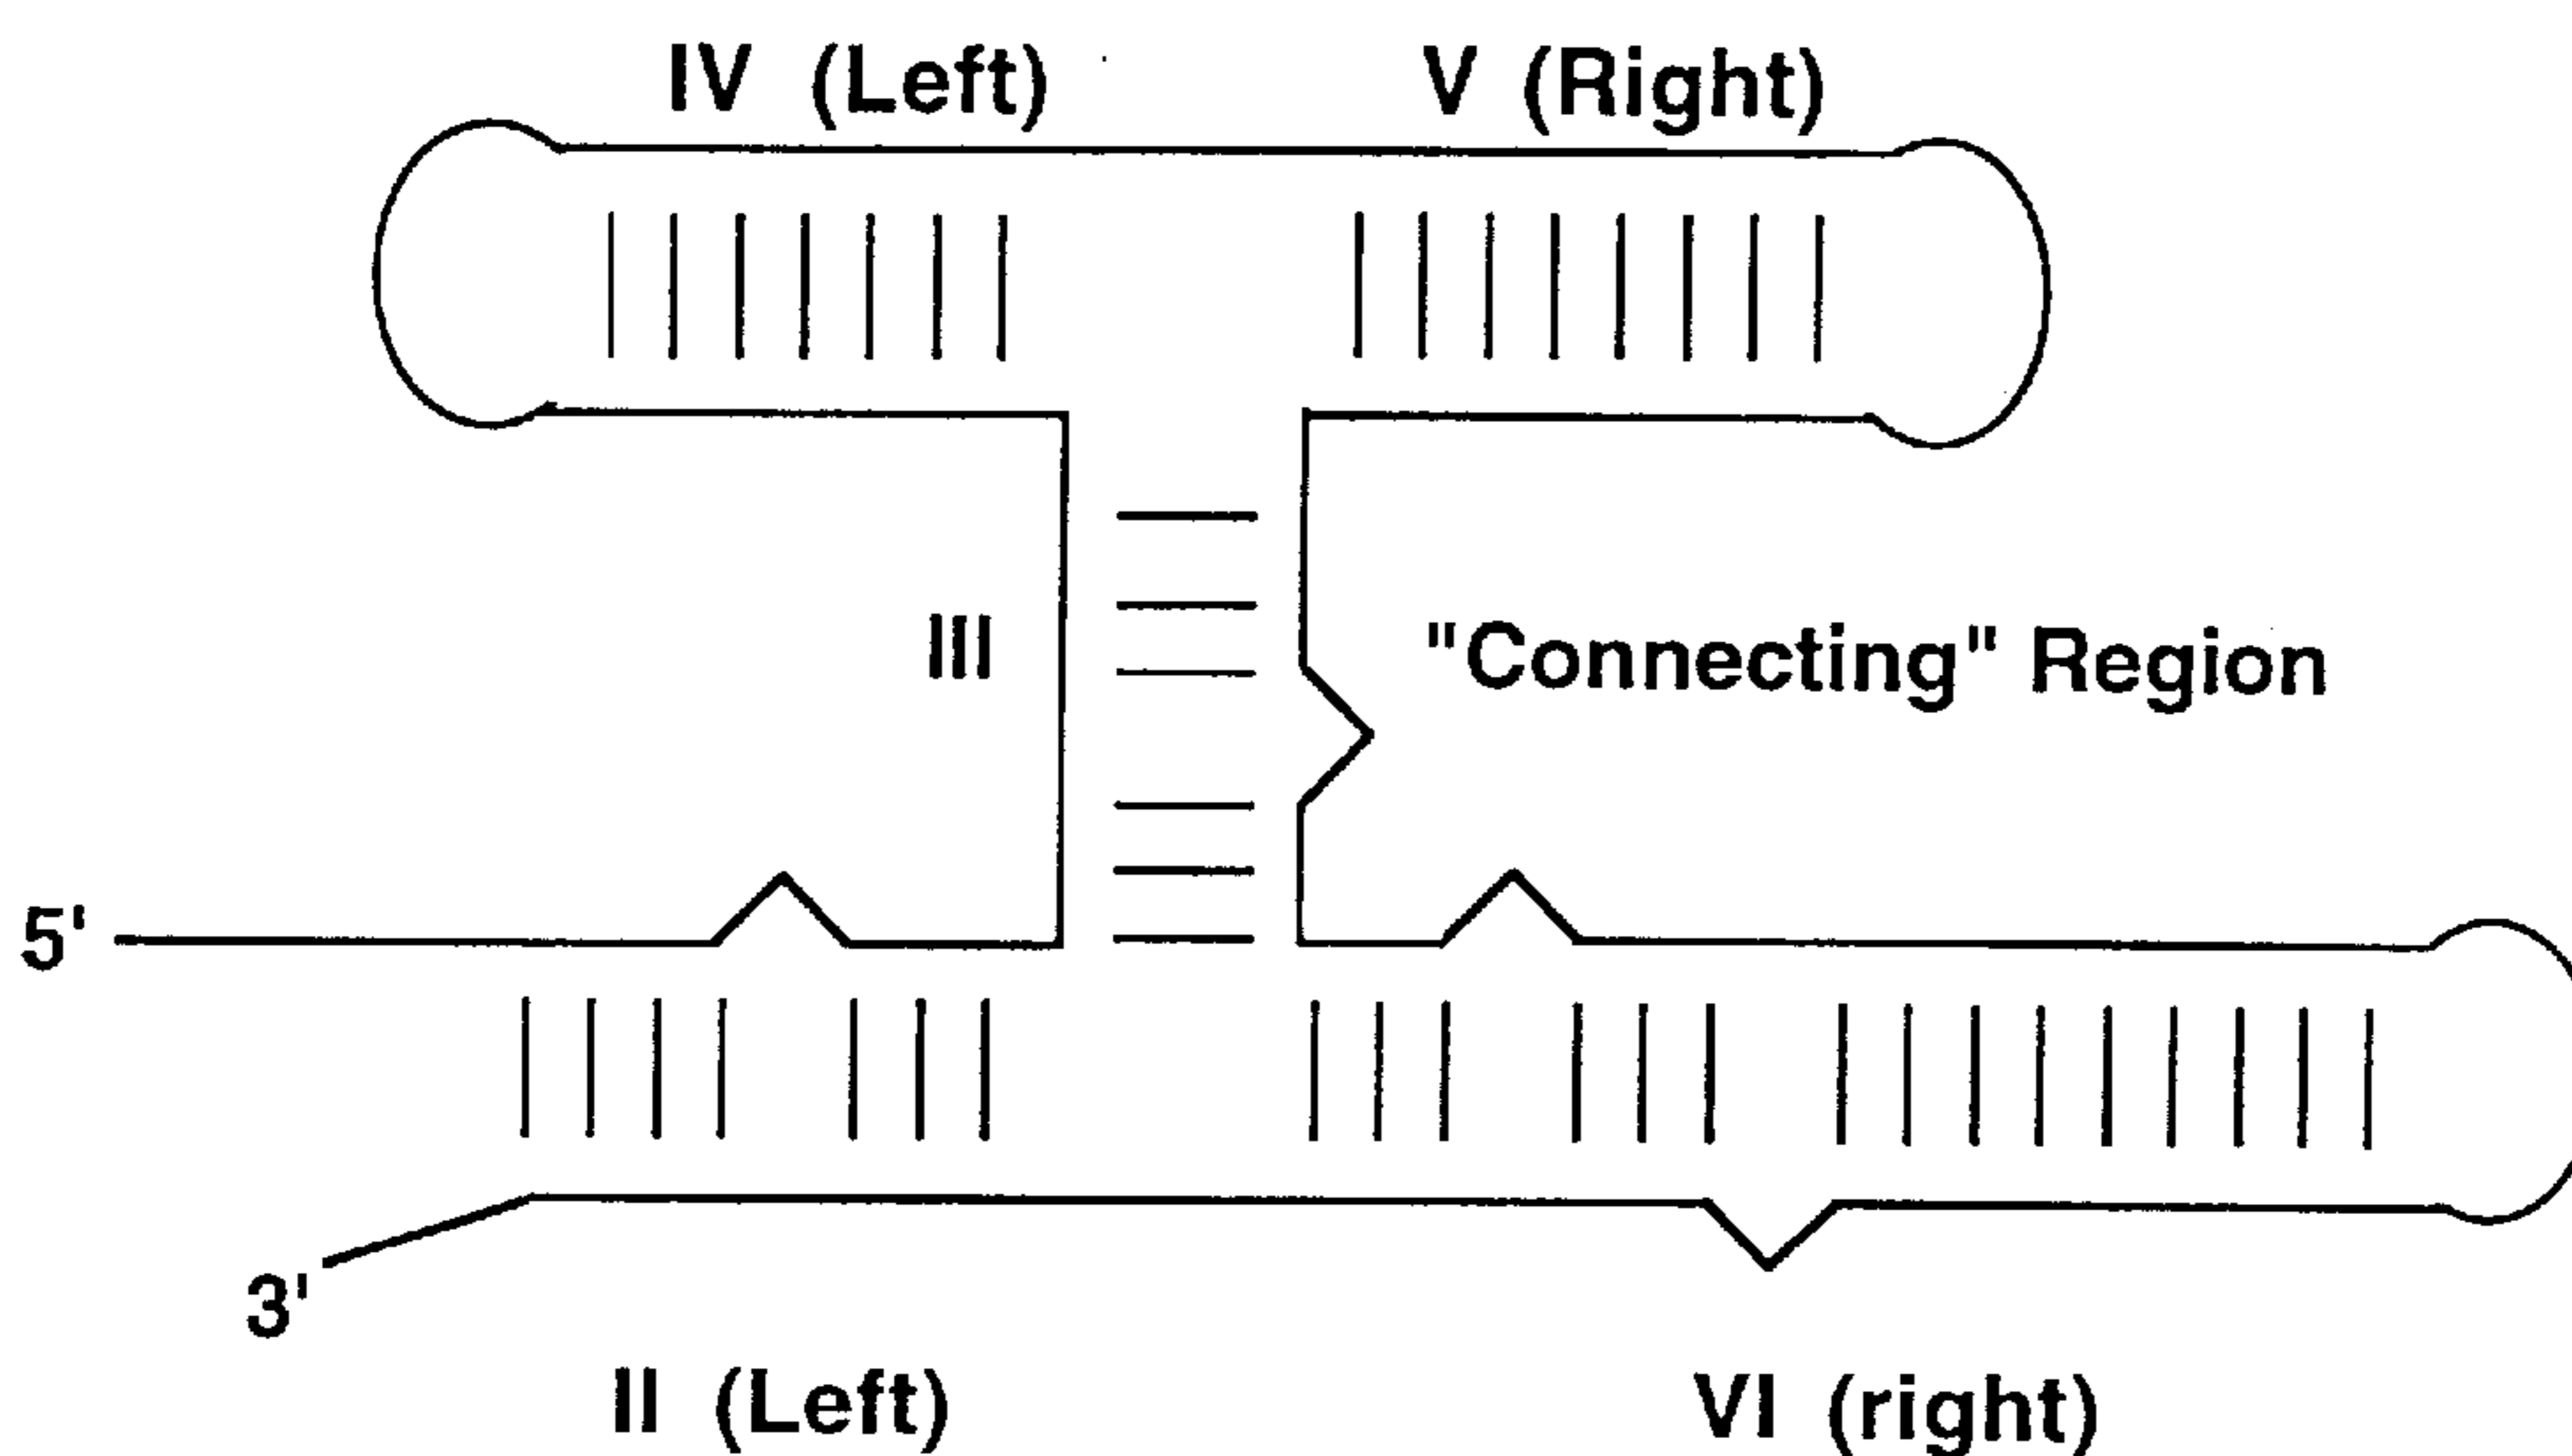 IV (Left)
V (Right)
III
"Connecting" Region
5'
3'
II (Left)
VI (right)